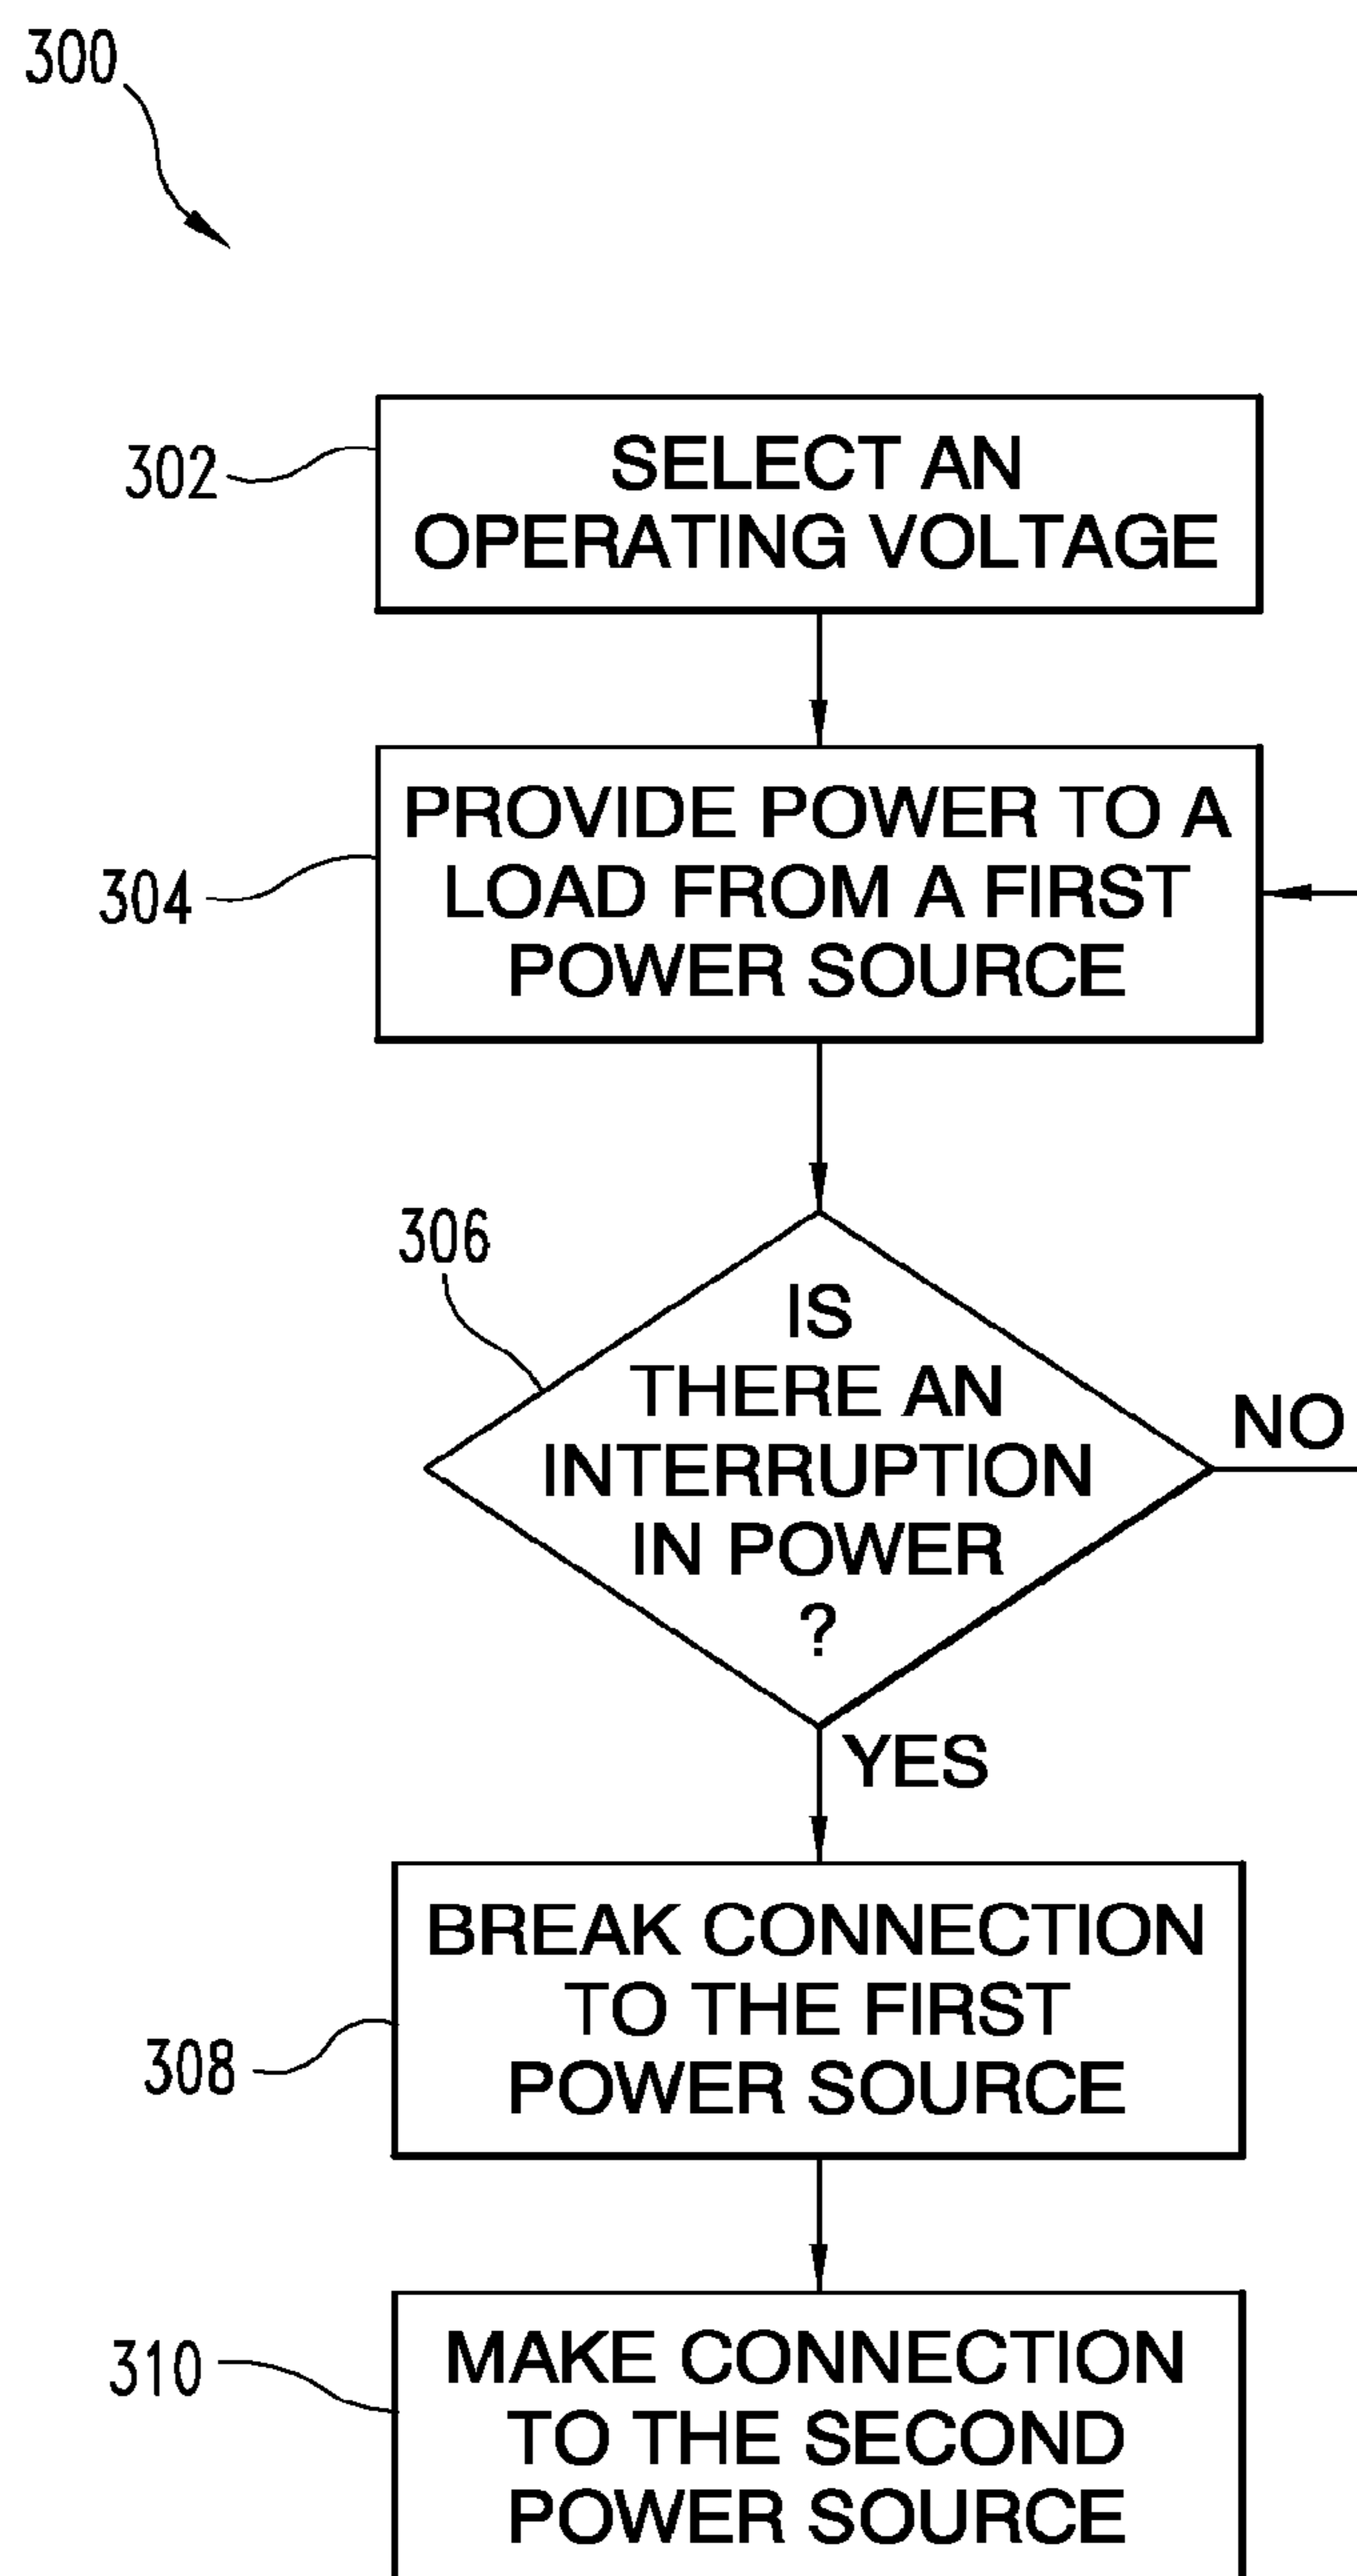 300
302
SELECT AN
OPERATING VOLTAGE
304
PROVIDE POWER TO A
LOAD FROM A FIRST
POWER SOURCE
306
IS
THERE AN
INTERRUPTION
IN POWER
?
NO
YES
308
BREAK CONNECTION
TO THE FIRST
POWER SOURCE
310
MAKE CONNECTION
TO THE SECOND
POWER SOURCE